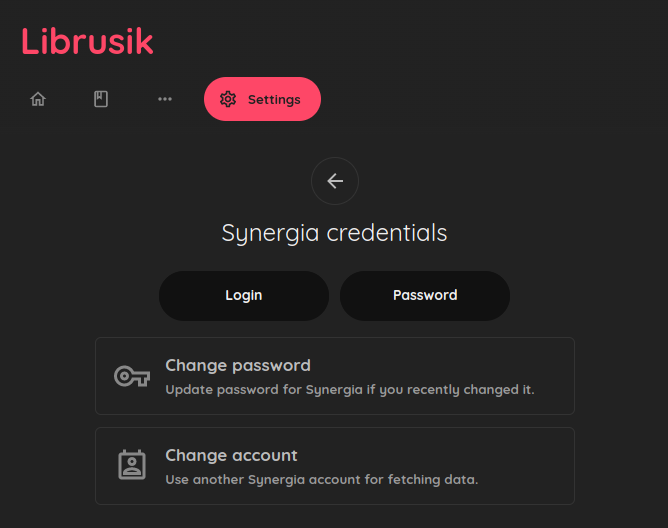 Librusik
Settings
Synergia credentials
Login
Password
Change password
Update password for Synergia if you recently changed it.
Change account
Use another Synergia account for fetching data.